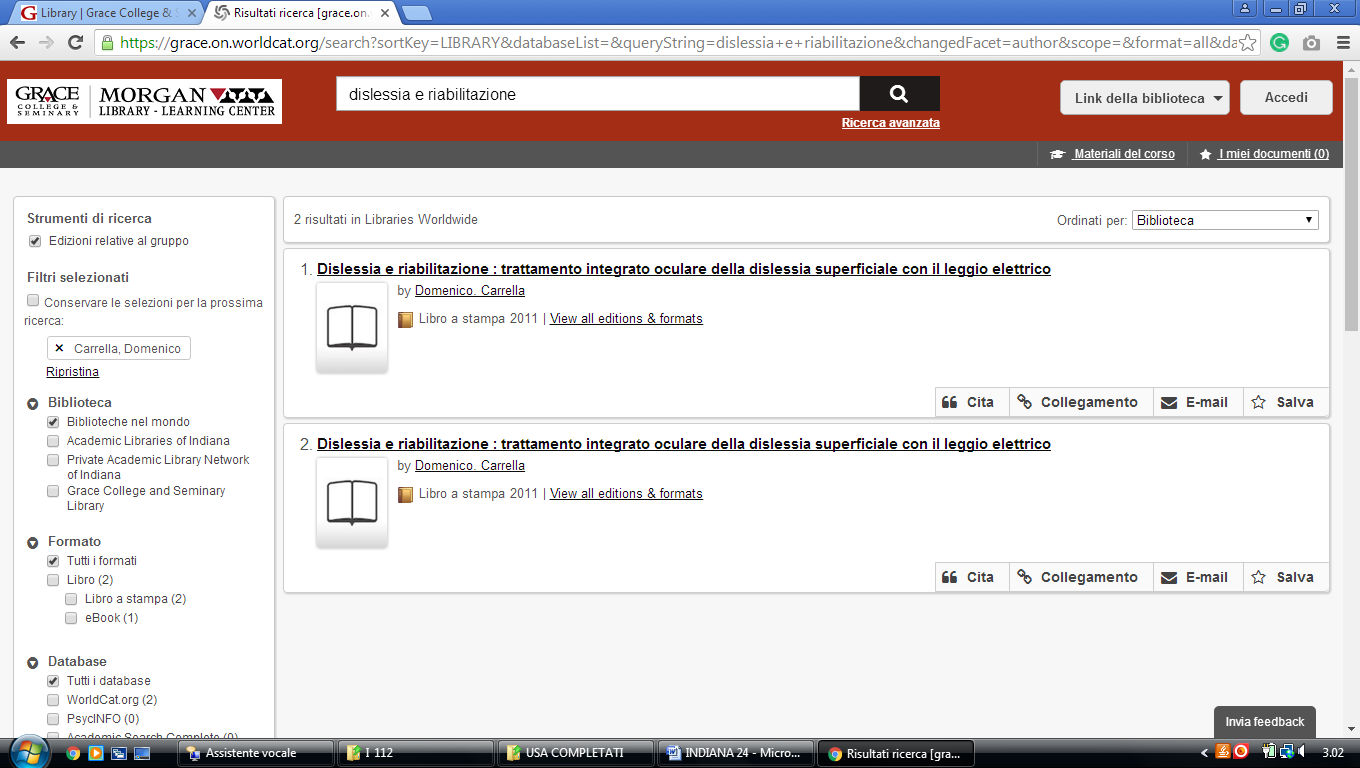 Library | Grace College & S
Risultati ricerca [grace.on.
https://grace.on.worldcat.org/search?sortKey=LIBRARY&databaseList=&queryString=dislessia+e+riabilitazione&changedFacet=author&scope=&format=all&da
GRACE
COLLEGE &
SEMINARY
MORGAN
LIBRARY - LEARNING CENTER
dislessia e riabilitazione
Ricerca avanzata
Link della biblioteca
Accedi
Materiali del corso
I miei documenti (0)
Strumenti di ricerca
Edizioni relative al gruppo
Filtri selezionati
Conservare le selezioni per la prossima
ricerca:
× Carrella, Domenico
Ripristina
Biblioteca
Biblioteche nel mondo
Academic Libraries of Indiana
Private Academic Library Network
of Indiana
Grace College and Seminary
Library
Formato
Tutti i formati
Libro (2)
Libro a stampa (2)
eBook (1)
Database
Tutti i database
WorldCat.org (2)
PsycINFO (0)
Academic Search Complete (0)
2 risultati in Libraries Worldwide
Ordinati per: Biblioteca
1. Dislessia e riabilitazione : trattamento integrato oculare della dislessia superficiale con il leggio elettrico
by Domenico. Carrella
Libro a stampa 2011 | View all editions & formats
Cita Collegamento E-mail Salva
2. Dislessia e riabilitazione : trattamento integrato oculare della dislessia superficiale con il leggio elettrico
by Domenico. Carrella
Libro a stampa 2011 | View all editions & formats
Cita Collegamento E-mail Salva
Invia feedback
Assistente vocale
I 112
USA COMPLETATI
INDIANA 24 - Micro...
Risultati ricerca [gra...
3.02